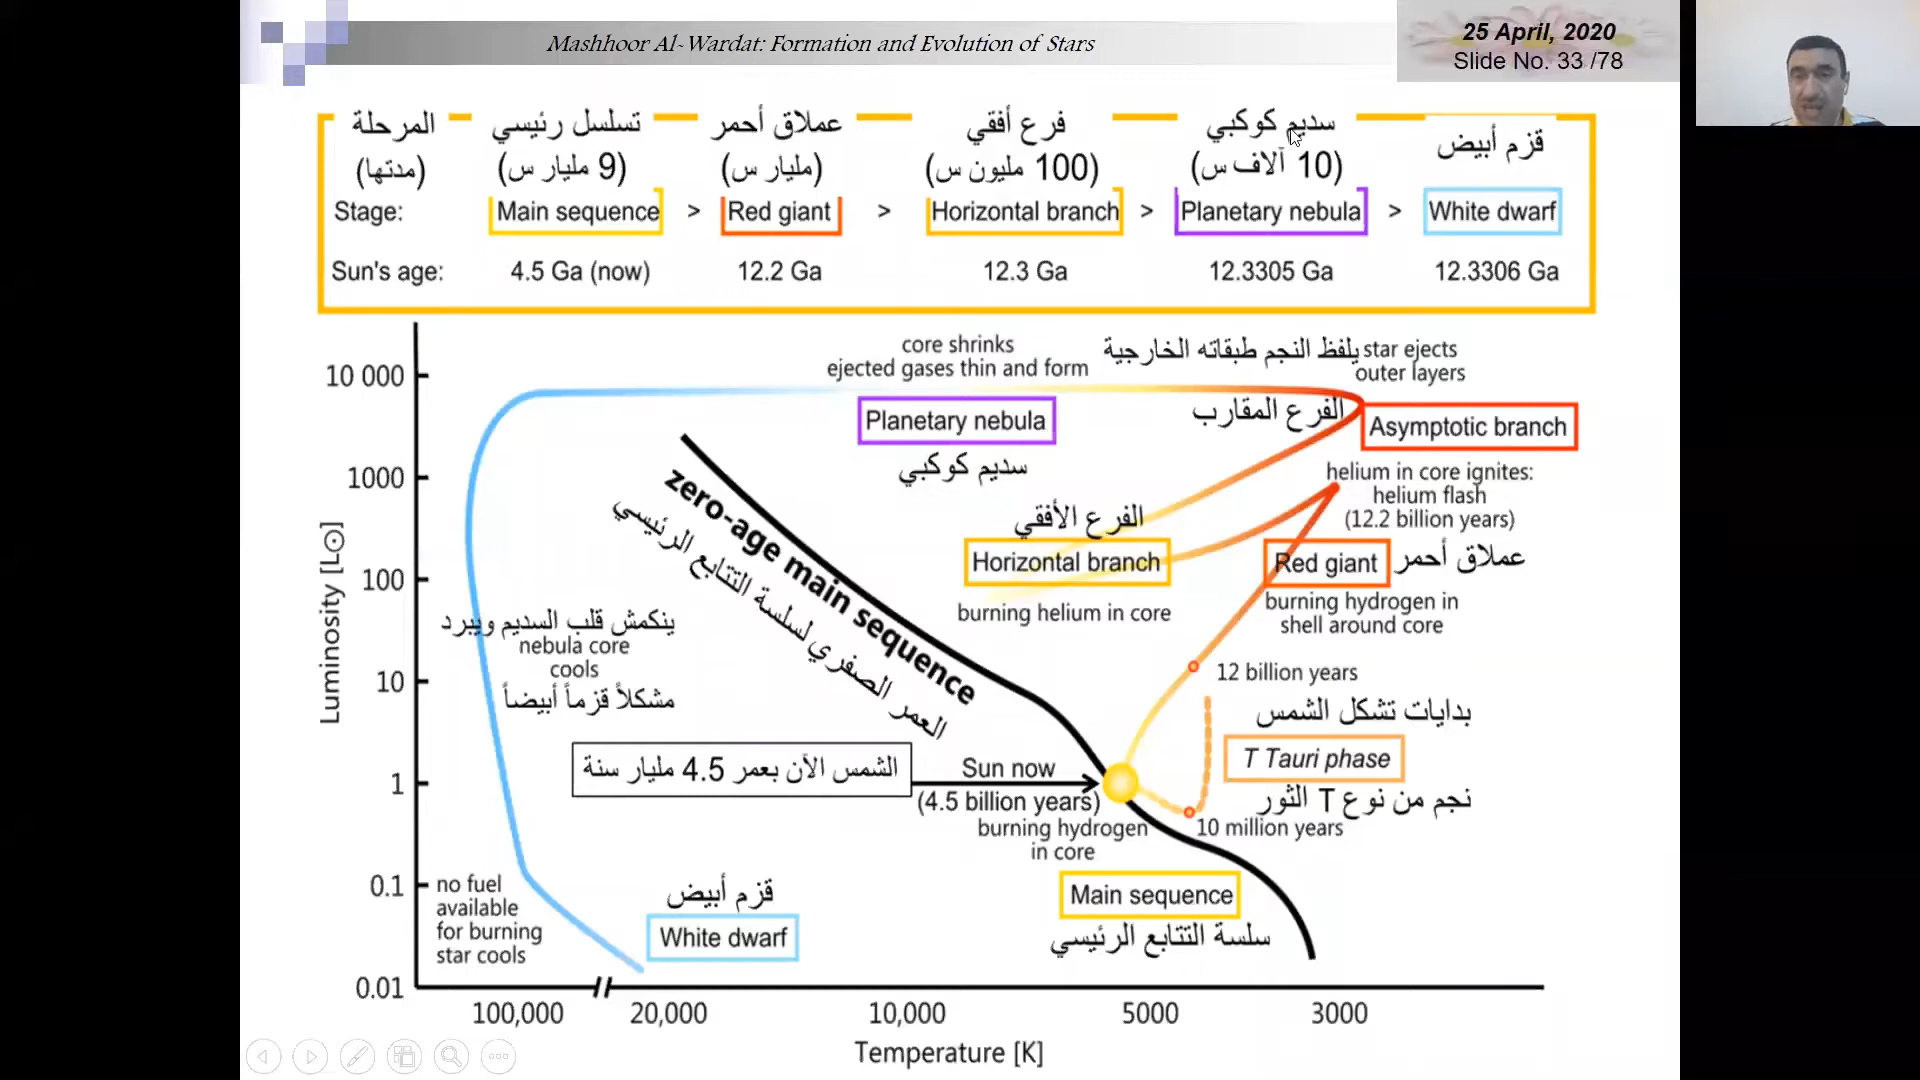 Mashhoor Al-Wardat: Formation and Evolution of Stars
25 April, 2020
Slide No. 33 /78
المرحلة
(مدتها)
تسلسل رئيسي
(9 مليار س)
عملاق أحمر
(مليار س)
فرع أفقي
(100 مليون س)
سديم كوكبي
(10 آلاف س)
قزم أبيض
Stage: Main sequence > Red giant > Horizontal branch > Planetary nebula > White dwarf
Sun's age: 4.5 Ga (now) 12.2 Ga 12.3 Ga 12.3305 Ga 12.3306 Ga
core shrinks
ejected gases thin and form
Planetary nebula
سديم كوكبي
يلفظ النجم طبقاته الخارجية
star ejects
outer layers
الفرع المقارب
Asymptotic branch
helium in core ignites:
helium flash
(12.2 billion years)
الفرع الأفقي
Horizontal branch
burning helium in core
Red giant
عملاق أحمر
burning hydrogen in
shell around core
zero-age main sequence
العمر الصفري لسلسة التتابع الرئيسي
ينكمش قلب السديم ويبرد
nebula core
cools
مشكلاً قزماً أبيضاً
12 billion years
بدايات تشكل الشمس
T Tauri phase
نجم من نوع T الثور
10 million years
الشمس الآن بعمر 4.5 مليار سنة
Sun now
(4.5 billion years)
burning hydrogen
in core
Main sequence
سلسة التتابع الرئيسي
قزم أبيض
White dwarf
no fuel
available
for burning
star cools
Luminosity [L⊙]
10 000
1000
100
10
1
0.1
0.01
100,000 20,000 10,000 5000 3000
Temperature [K]